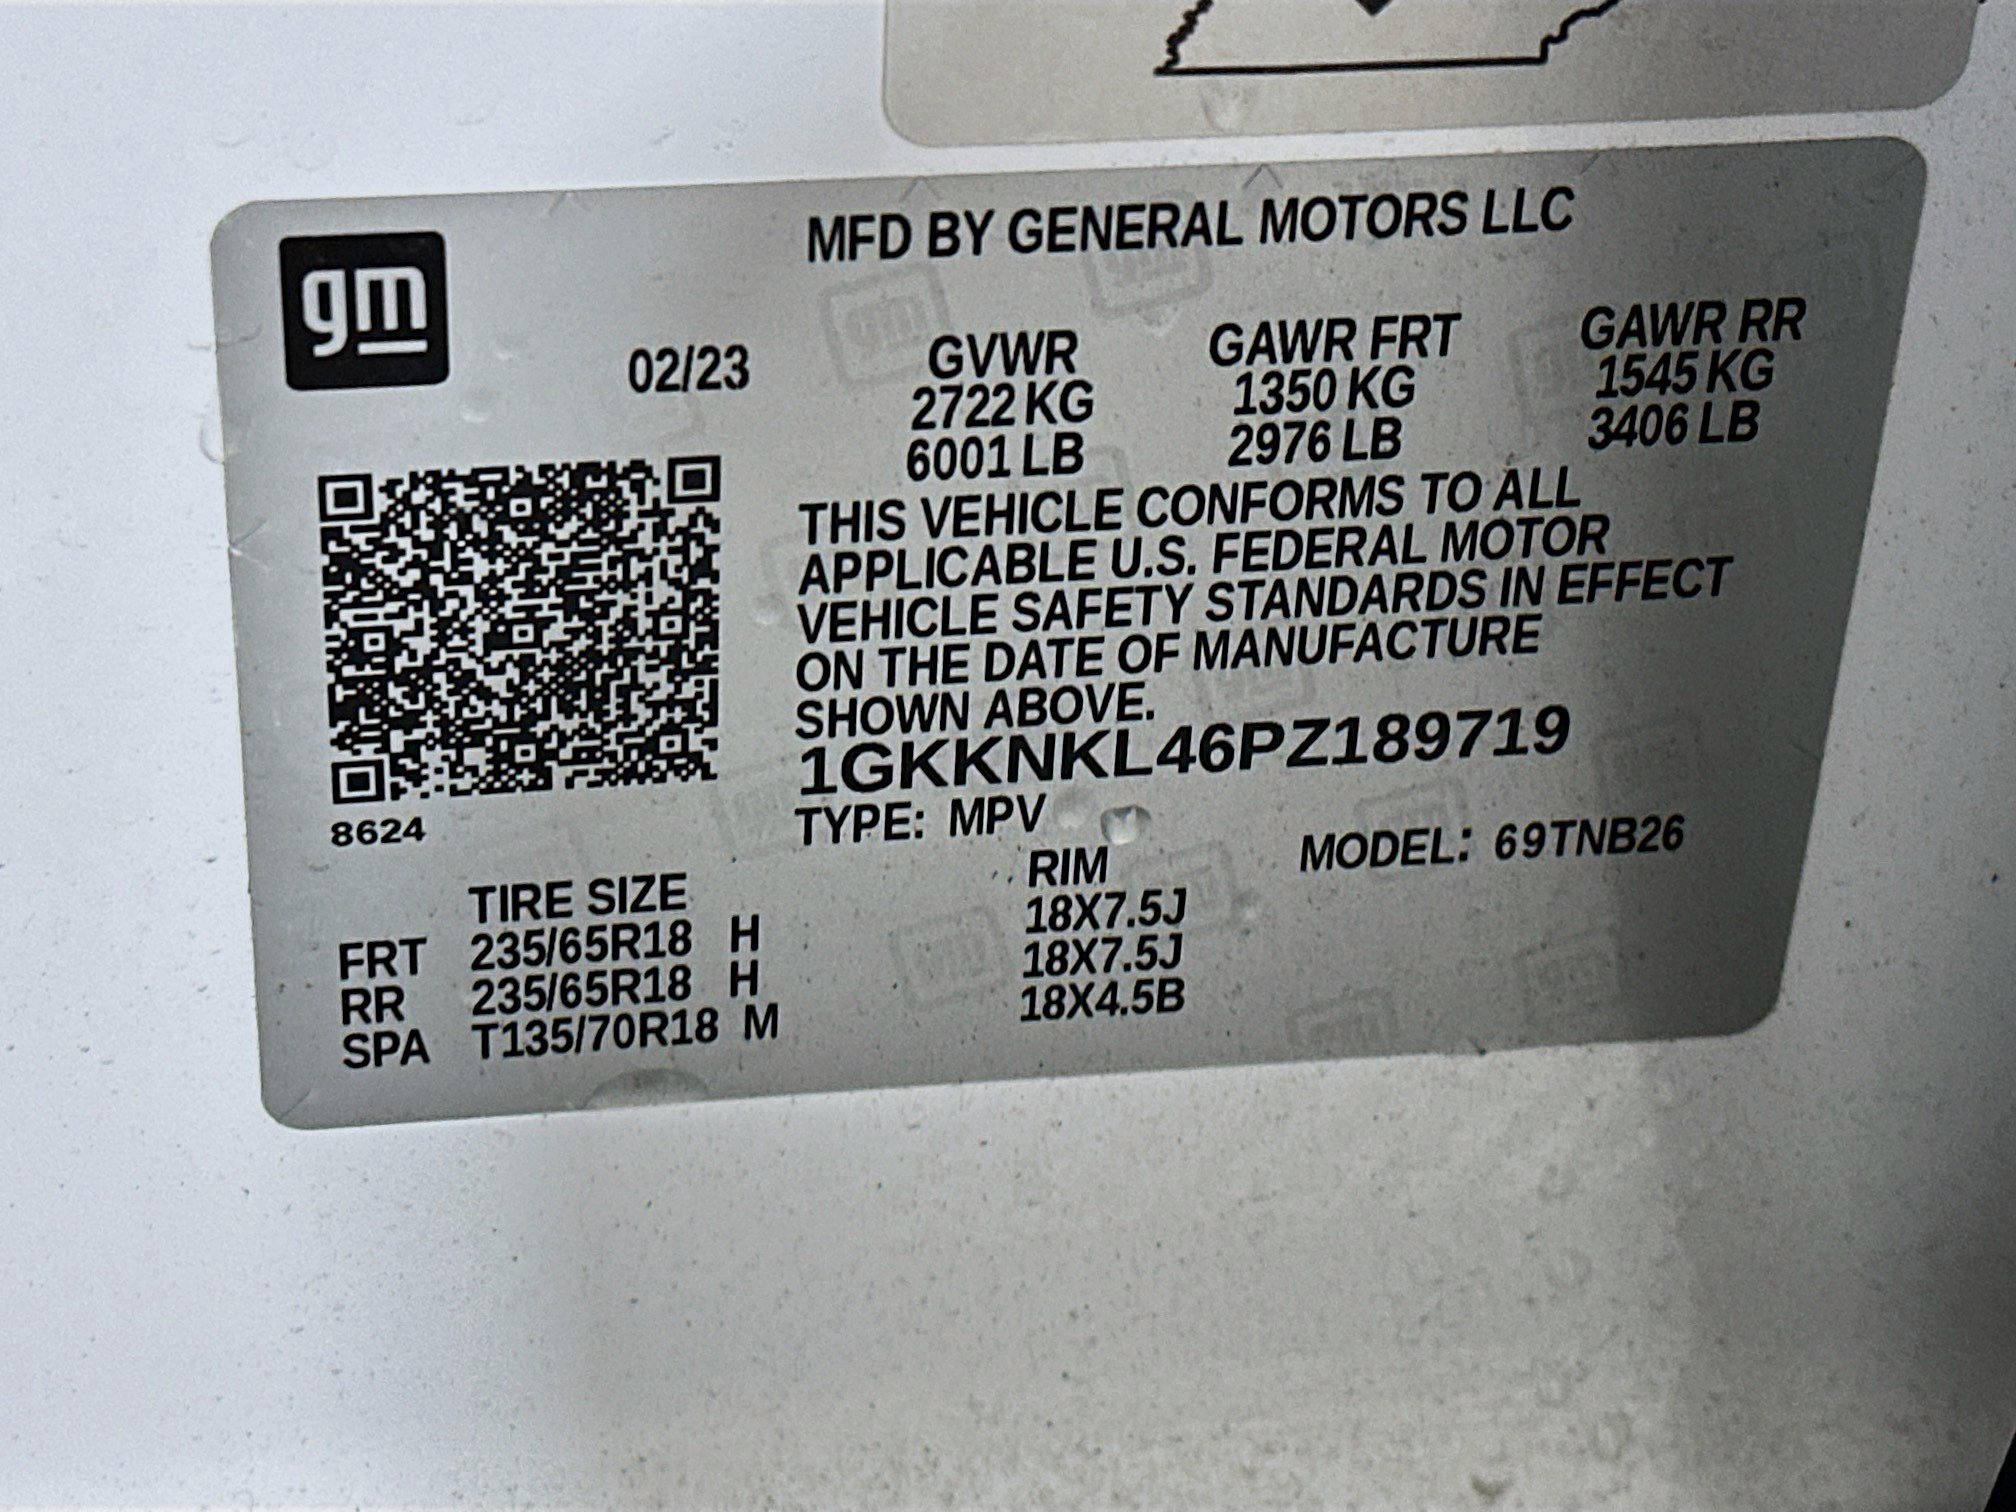 gm
MFD BY GENERAL MOTORS LLC
02/23
GVWR GAWR FRT GAWR RR
2722 KG 1350 KG 1545 KG
6001 LB 2976 LB 3406 LB
THIS VEHICLE CONFORMS TO ALL
APPLICABLE U.S. FEDERAL MOTOR
VEHICLE SAFETY STANDARDS IN EFFECT
ON THE DATE OF MANUFACTURE
SHOWN ABOVE.
1GKKNKL46PZ189719
8624
TYPE: MPV MODEL: 69TNB26
TIRE SIZE RIM
FRT 235/65R18 H 18X7.5J
RR 235/65R18 H 18X7.5J
SPA T135/70R18 M 18X4.5B